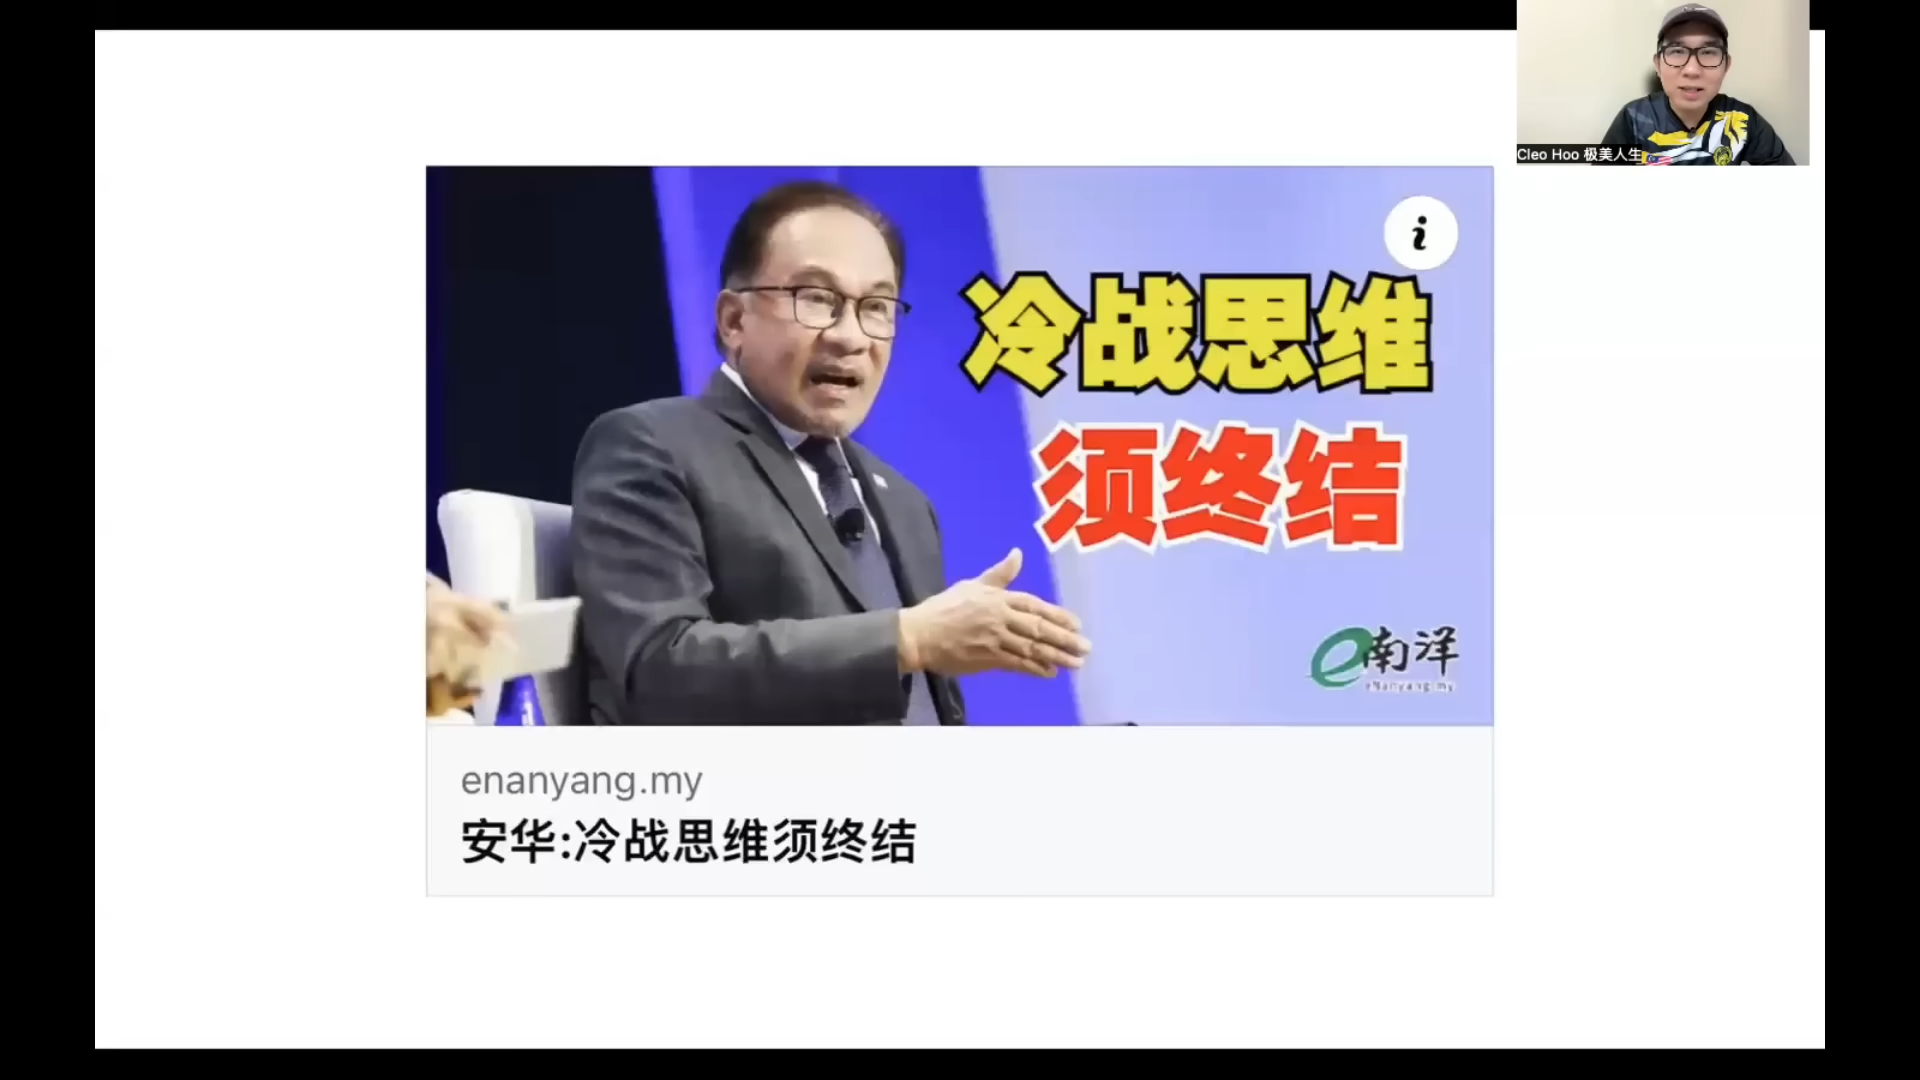 Cleo Hoo 极美人生
i
冷战思维
须终结
e南洋
eNanyang.my
enanyang.my
安华:冷战思维须终结